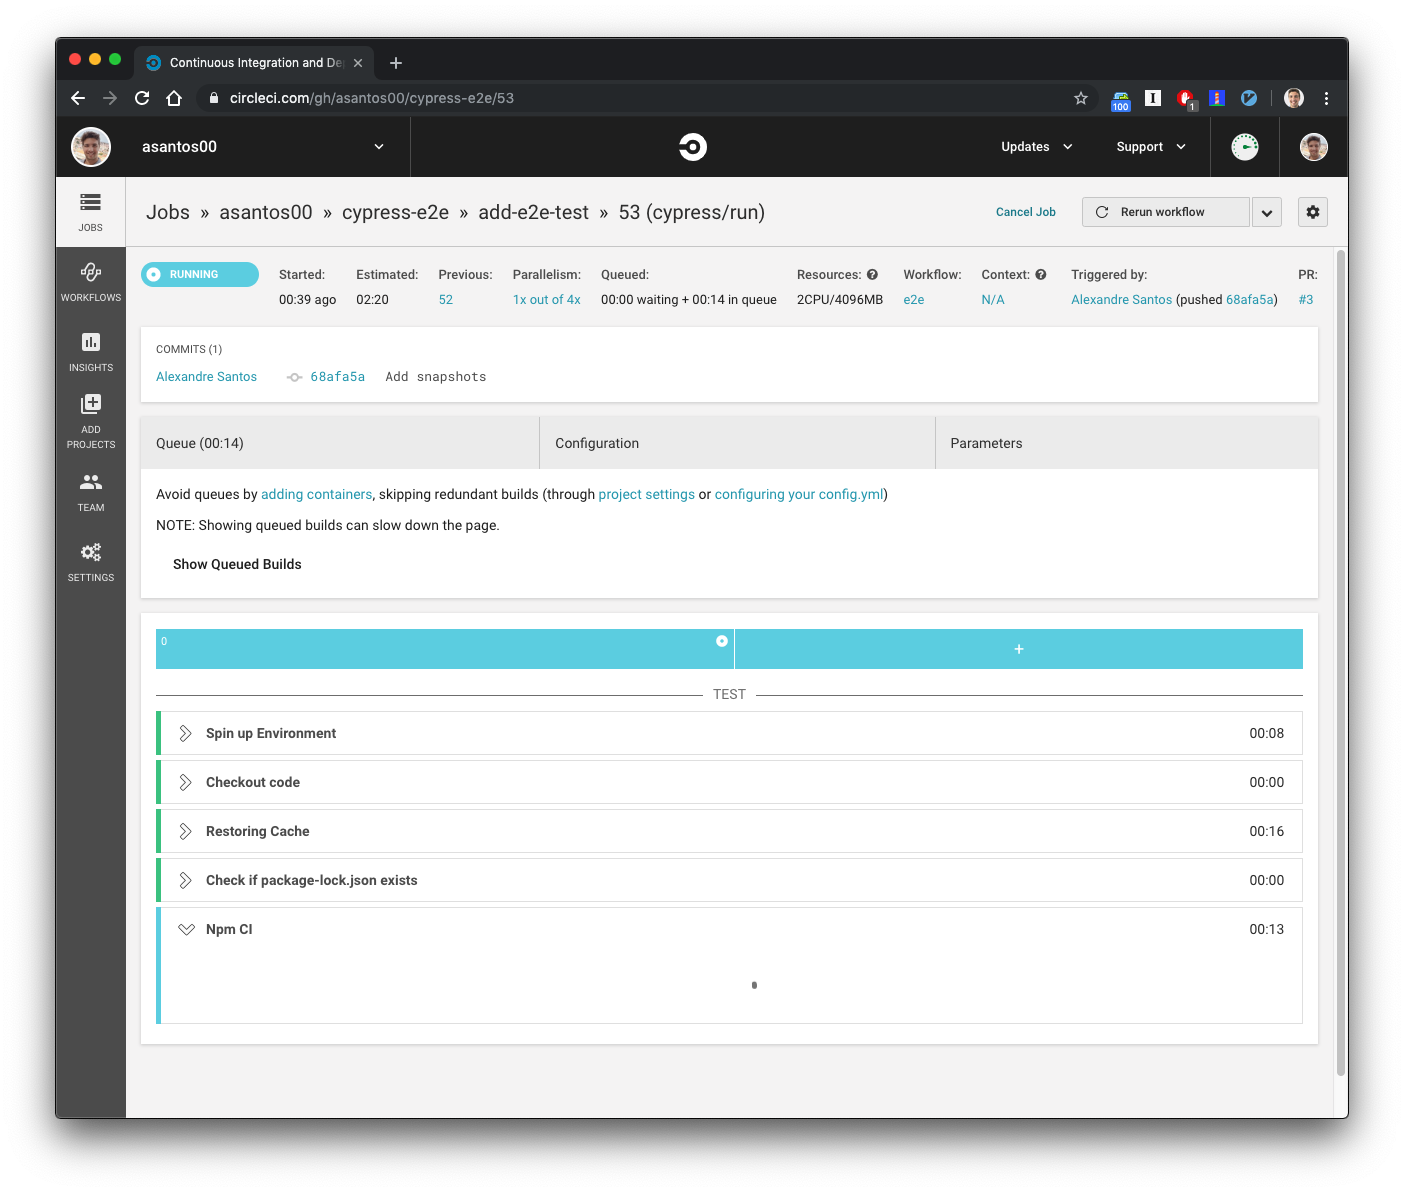 Continuous Integration and De
circleci.com/gh/asantos00/cypress-e2e/53
100
I
1
asantos00
Updates
Support
JOBS
Jobs » asantos00 » cypress-e2e » add-e2e-test » 53 (cypress/run)
Cancel Job
Rerun workflow
WORKFLOWS
INSIGHTS
ADD
PROJECTS
TEAM
SETTINGS
RUNNING
Started: Estimated: Previous: Parallelism: Queued: Resources: Workflow: Context: Triggered by: PR:
00:39 ago 02:20 52 1x out of 4x 00:00 waiting + 00:14 in queue 2CPU/4096MB e2e N/A Alexandre Santos (pushed 68afa5a) #3
COMMITS (1)
Alexandre Santos 68afa5a Add snapshots
Queue (00:14) Configuration Parameters
Avoid queues by adding containers, skipping redundant builds (through project settings or configuring your config.yml)
NOTE: Showing queued builds can slow down the page.
Show Queued Builds
0
+
TEST
Spin up Environment 00:08
Checkout code 00:00
Restoring Cache 00:16
Check if package-lock.json exists 00:00
Npm CI 00:13